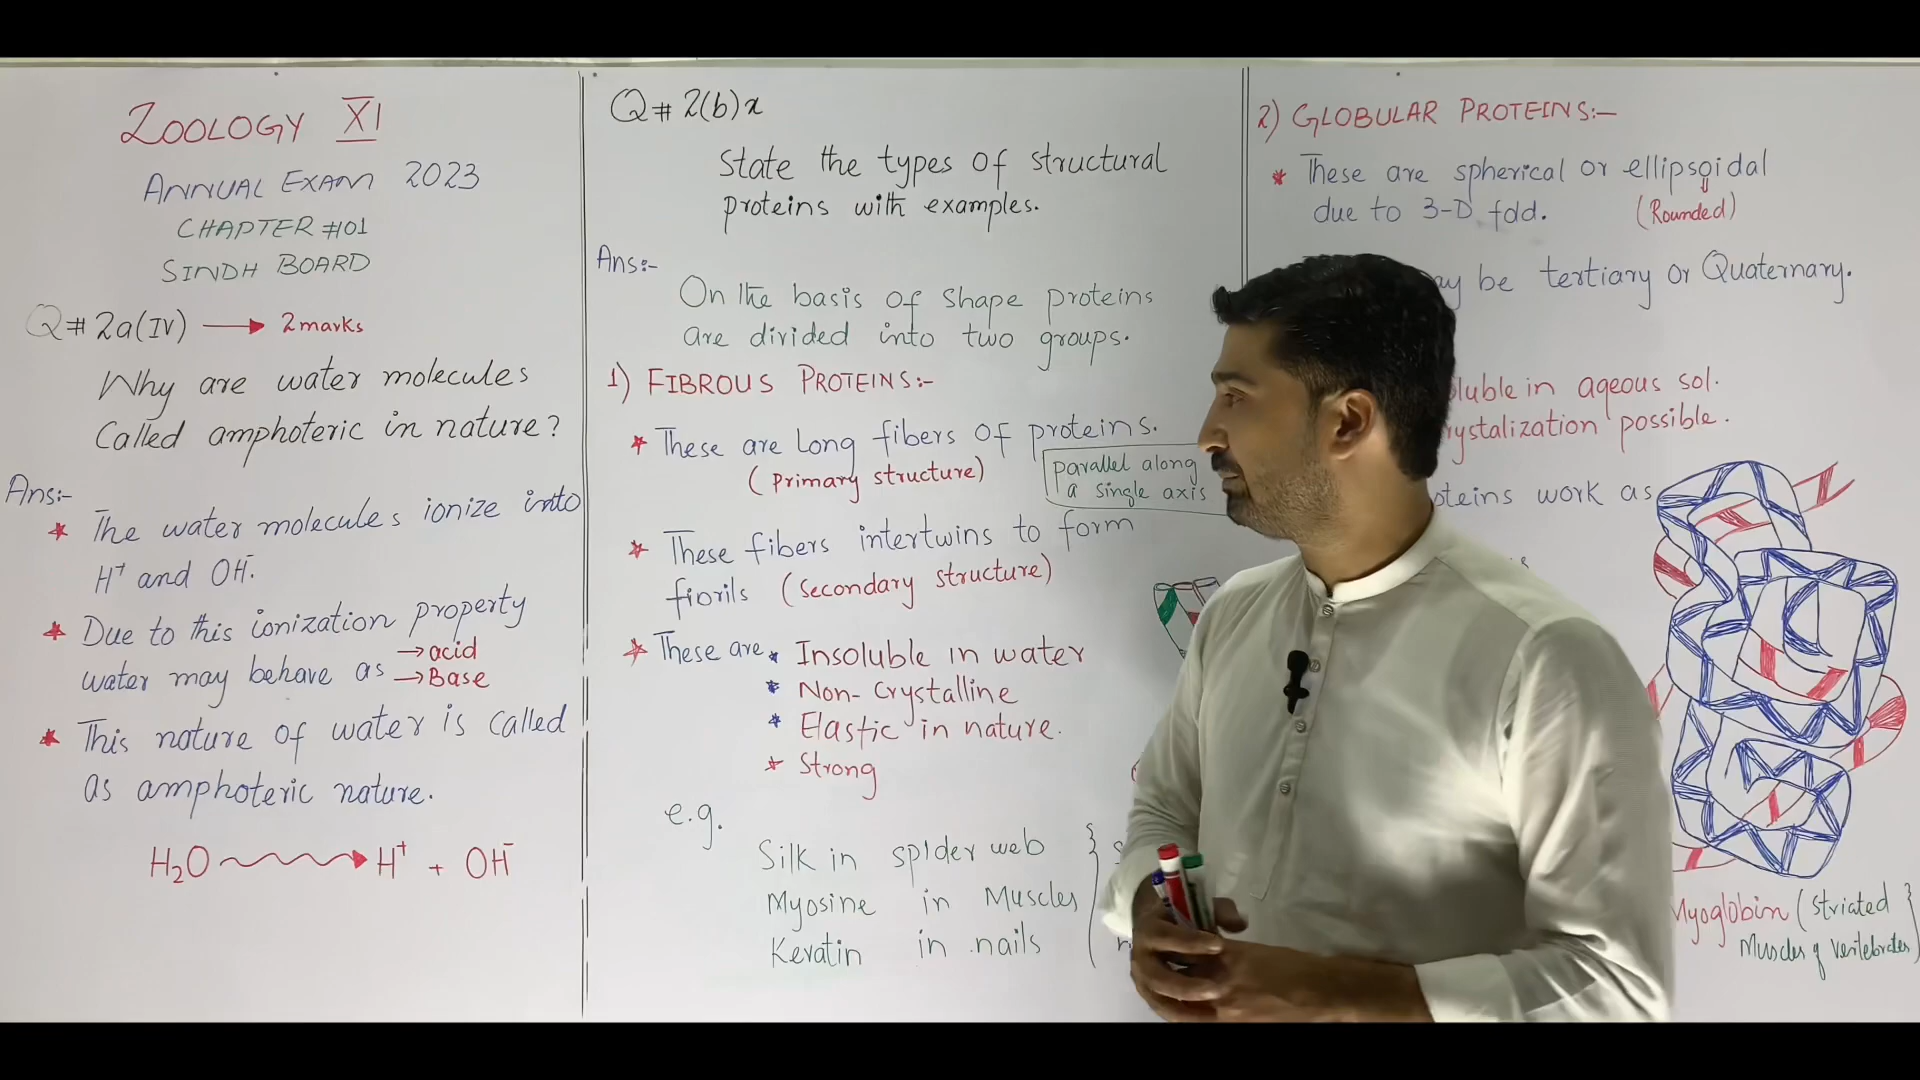 ZOOLOGY XI
ANNUAL EXAM 2023
CHAPTER #01
SINDH BOARD
Q# 2a(IV) → 2 marks
Why are water molecules
Called amphoteric in nature?
Ans:-
* The water molecules ionize into
H⁺ and OH⁻.
* Due to this ionization property
water may behave as → acid
→ Base
* This nature of water is called
as amphoteric nature.
H₂O → H⁺ + OH⁻
Q# 2(b)x
State the types of structural
proteins with examples.
Ans:-
On the basis of shape proteins
are divided into two groups.
1) FIBROUS PROTEINS:-
* These are Long fibers of proteins.
(primary structure)
parallel along
a single axis
* These fibers intertwins to form
fiorils (secondary structure)
* These are * Insoluble in water
* Non-Crystalline
* Elastic in nature.
* Strong
e.g.
Silk in spider web
Myosine in Muscles
Keratin in nails
2) GLOBULAR PROTEINS:-
* These are spherical or ellipsoidal
due to 3-D fold. (Rounded)
be tertiary or Quaternary.
in aqeous sol.
possible.
work as
Myoglobin (Striated
Muscles of vertebrates)